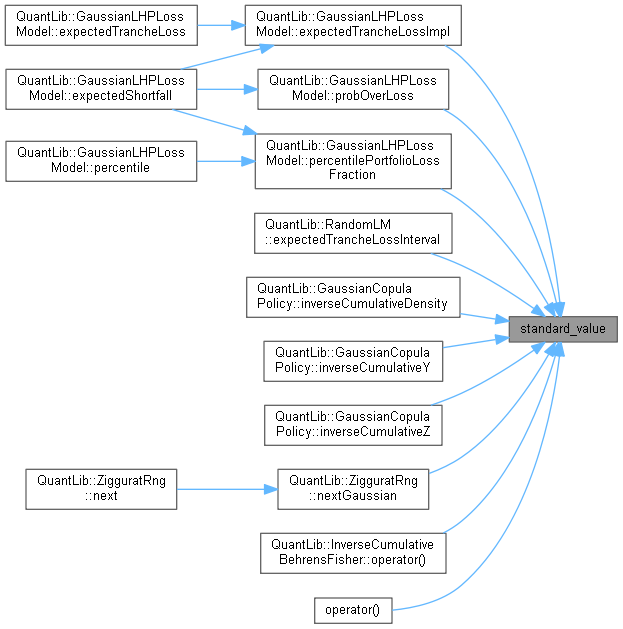 QuantLib::GaussianLHPLoss
Model::expectedTrancheLoss
QuantLib::GaussianLHPLoss
Model::expectedTrancheLossImpl
QuantLib::GaussianLHPLoss
Model::expectedShortfall
QuantLib::GaussianLHPLoss
Model::probOverLoss
QuantLib::GaussianLHPLoss
Model::percentile
QuantLib::GaussianLHPLoss
Model::percentilePortfolioLoss
Fraction
QuantLib::RandomLM
::expectedTrancheLossInterval
QuantLib::GaussianCopula
Policy::inverseCumulativeDensity
standard_value
QuantLib::GaussianCopula
Policy::inverseCumulativeY
QuantLib::GaussianCopula
Policy::inverseCumulativeZ
QuantLib::ZigguratRng
::next
QuantLib::ZigguratRng
::nextGaussian
QuantLib::InverseCumulative
BehrensFisher::operator()
operator()